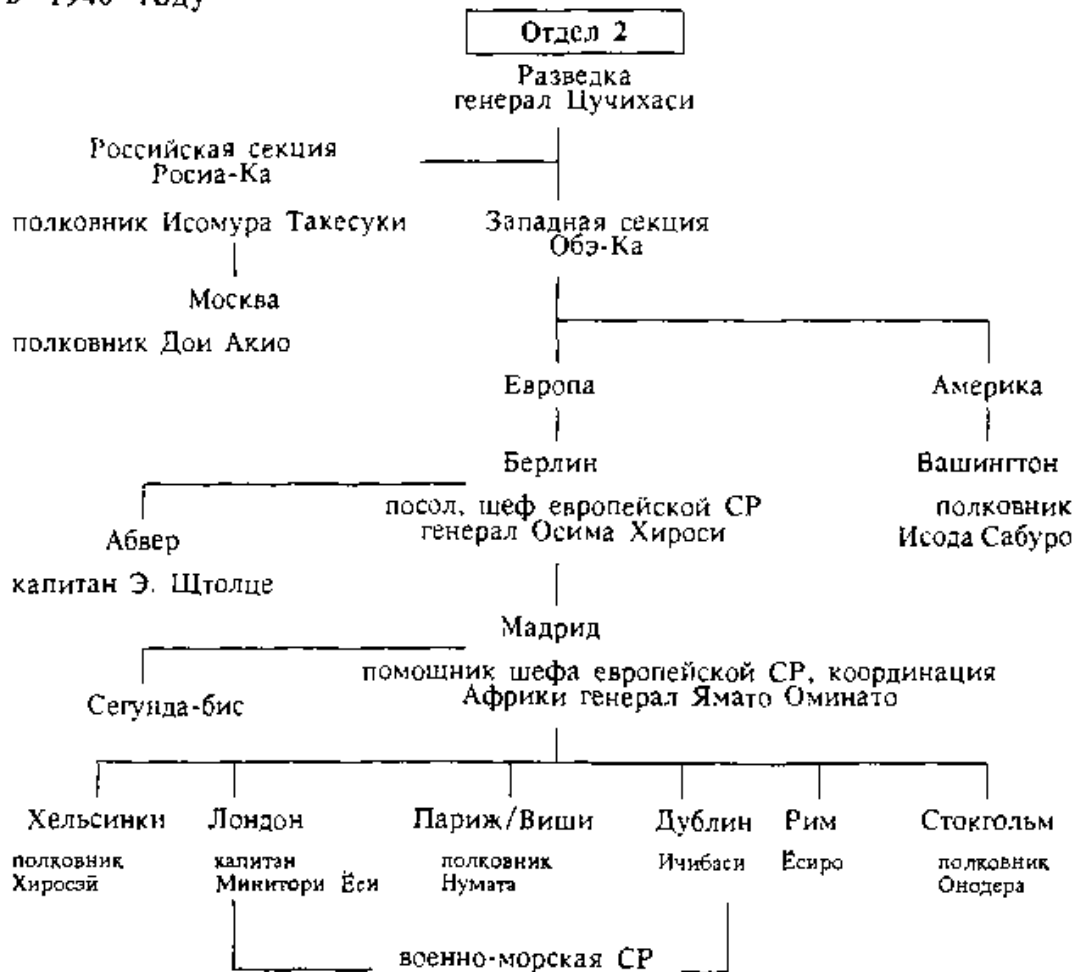 в 1940 году
Отдел 2
Разведка
генерал Цучихаси
Российская секция
Росиа-Ка
полковник Исомура Такесуки
Западная секция
Обэ-Ка
Москва
полковник Дои Акио
Европа
Америка
Берлин
Вашингтон
посол, шеф европейской СР
генерал Осима Хироси
полковник
Исода Сабуро
Абвер
капитан Э. Щтолце
Мадрид
помощник шефа европейской СР, координация
Африки генерал Ямато Оминато
Сегунда-бис
Хельсинки
Лондон
Париж/Виши
Дублин
Рим
Стокгольм
полковник
Хиросэй
капитан
Микитори Ёси
полковник
Нумата
Ичибаси
Ёсиро
полковник
Онодера
военно-морская СР